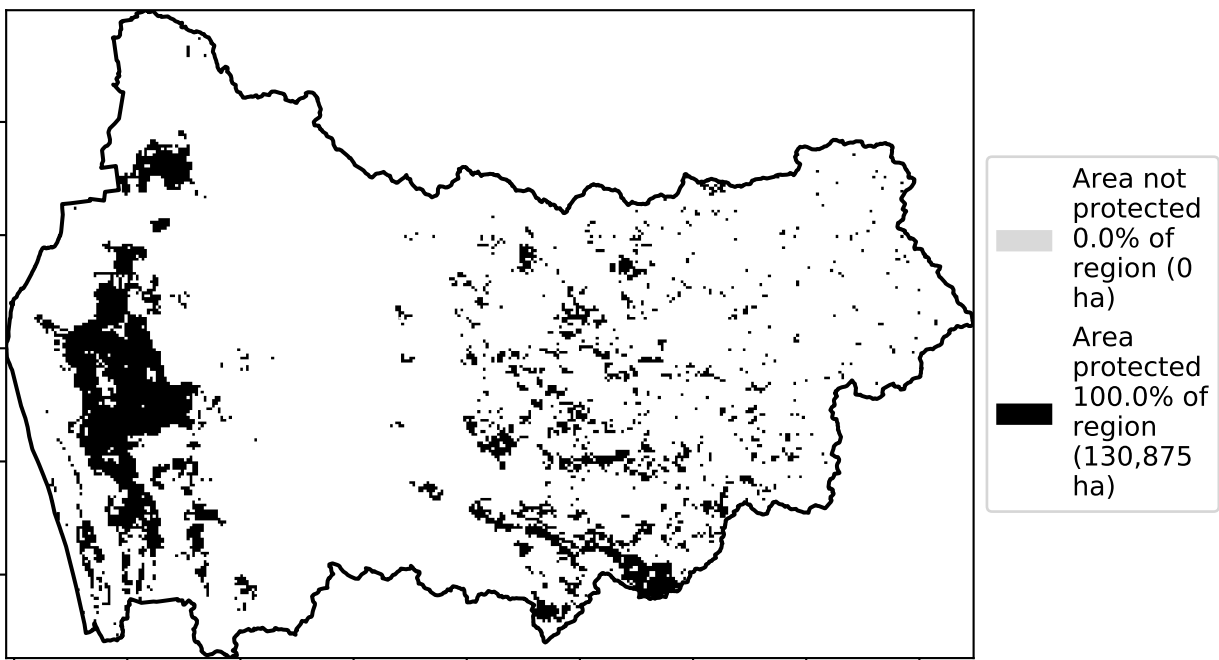 Area not
protected
0.0% of
region (0
ha)
Area
protected
100.0% of
region
(130,875
ha)